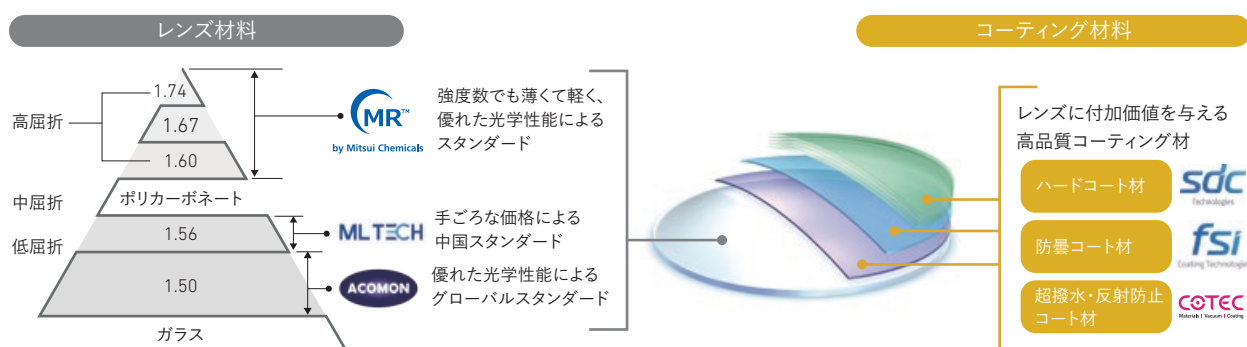 レンズ材料
高屈折
中屈折
低屈折
1.74
1.67
1.60
ポリカーボネート
1.56
1.50
ガラス
MR™
by Mitsui Chemicals
強度数でも薄くて軽く、
優れた光学性能による
スタンダード
MLTECH
手ごろな価格による
中国スタンダード
ACOMON
優れた光学性能による
グローバルスタンダード
コーティング材料
レンズに付加価値を与える
高品質コーティング材
ハードコート材
sdc
Technologies
防曇コート材
fsi
Coating Technologies
超撥水・反射防止
コート材
COTEC
Materials | Vacuum | Coating